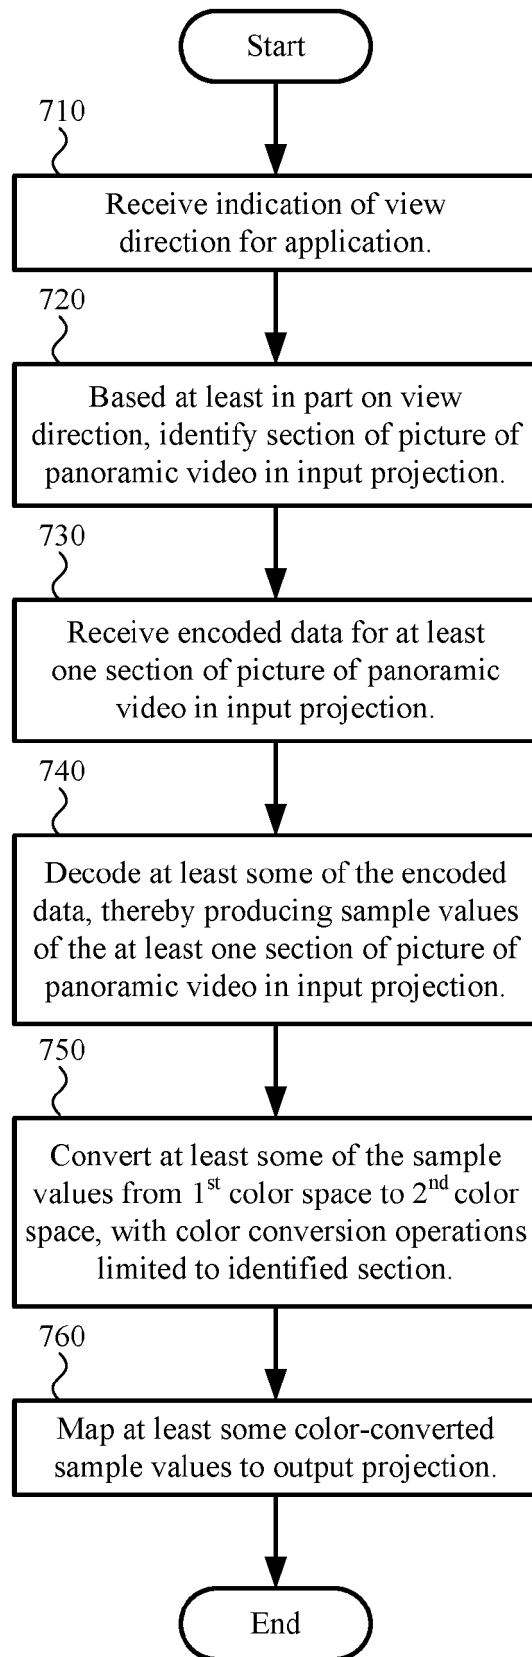 Start
710
Receive indication of view
direction for application.
720
Based at least in part on view
direction, identify section of picture of
panoramic video in input projection.
730
Receive encoded data for at least
one section of picture of panoramic
video in input projection.
740
Decode at least some of the encoded
data, thereby producing sample values
of the at least one section of picture of
panoramic video in input projection.
750
Convert at least some of the sample
values from 1st color space to 2nd color
space, with color conversion operations
limited to identified section.
760
Map at least some color-converted
sample values to output projection.
End